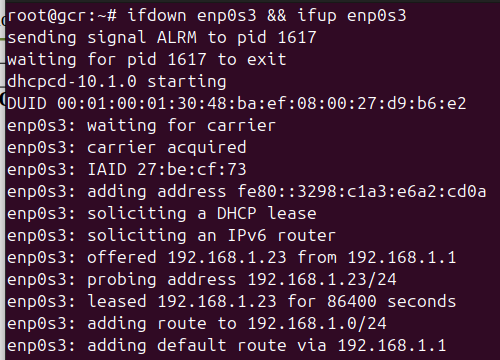 root@gcr:~# ifdown enp0s3 && ifup enp0s3
sending signal ALRM to pid 1617
waiting for pid 1617 to exit
dhcpcd-10.1.0 starting
DUID 00:01:00:01:30:48:ba:ef:08:00:27:d9:b6:e2
enp0s3: waiting for carrier
enp0s3: carrier acquired
enp0s3: IAID 27:be:cf:73
enp0s3: adding address fe80::3298:c1a3:e6a2:cd0a
enp0s3: soliciting a DHCP lease
enp0s3: soliciting an IPv6 router
enp0s3: offered 192.168.1.23 from 192.168.1.1
enp0s3: probing address 192.168.1.23/24
enp0s3: leased 192.168.1.23 for 86400 seconds
enp0s3: adding route to 192.168.1.0/24
enp0s3: adding default route via 192.168.1.1